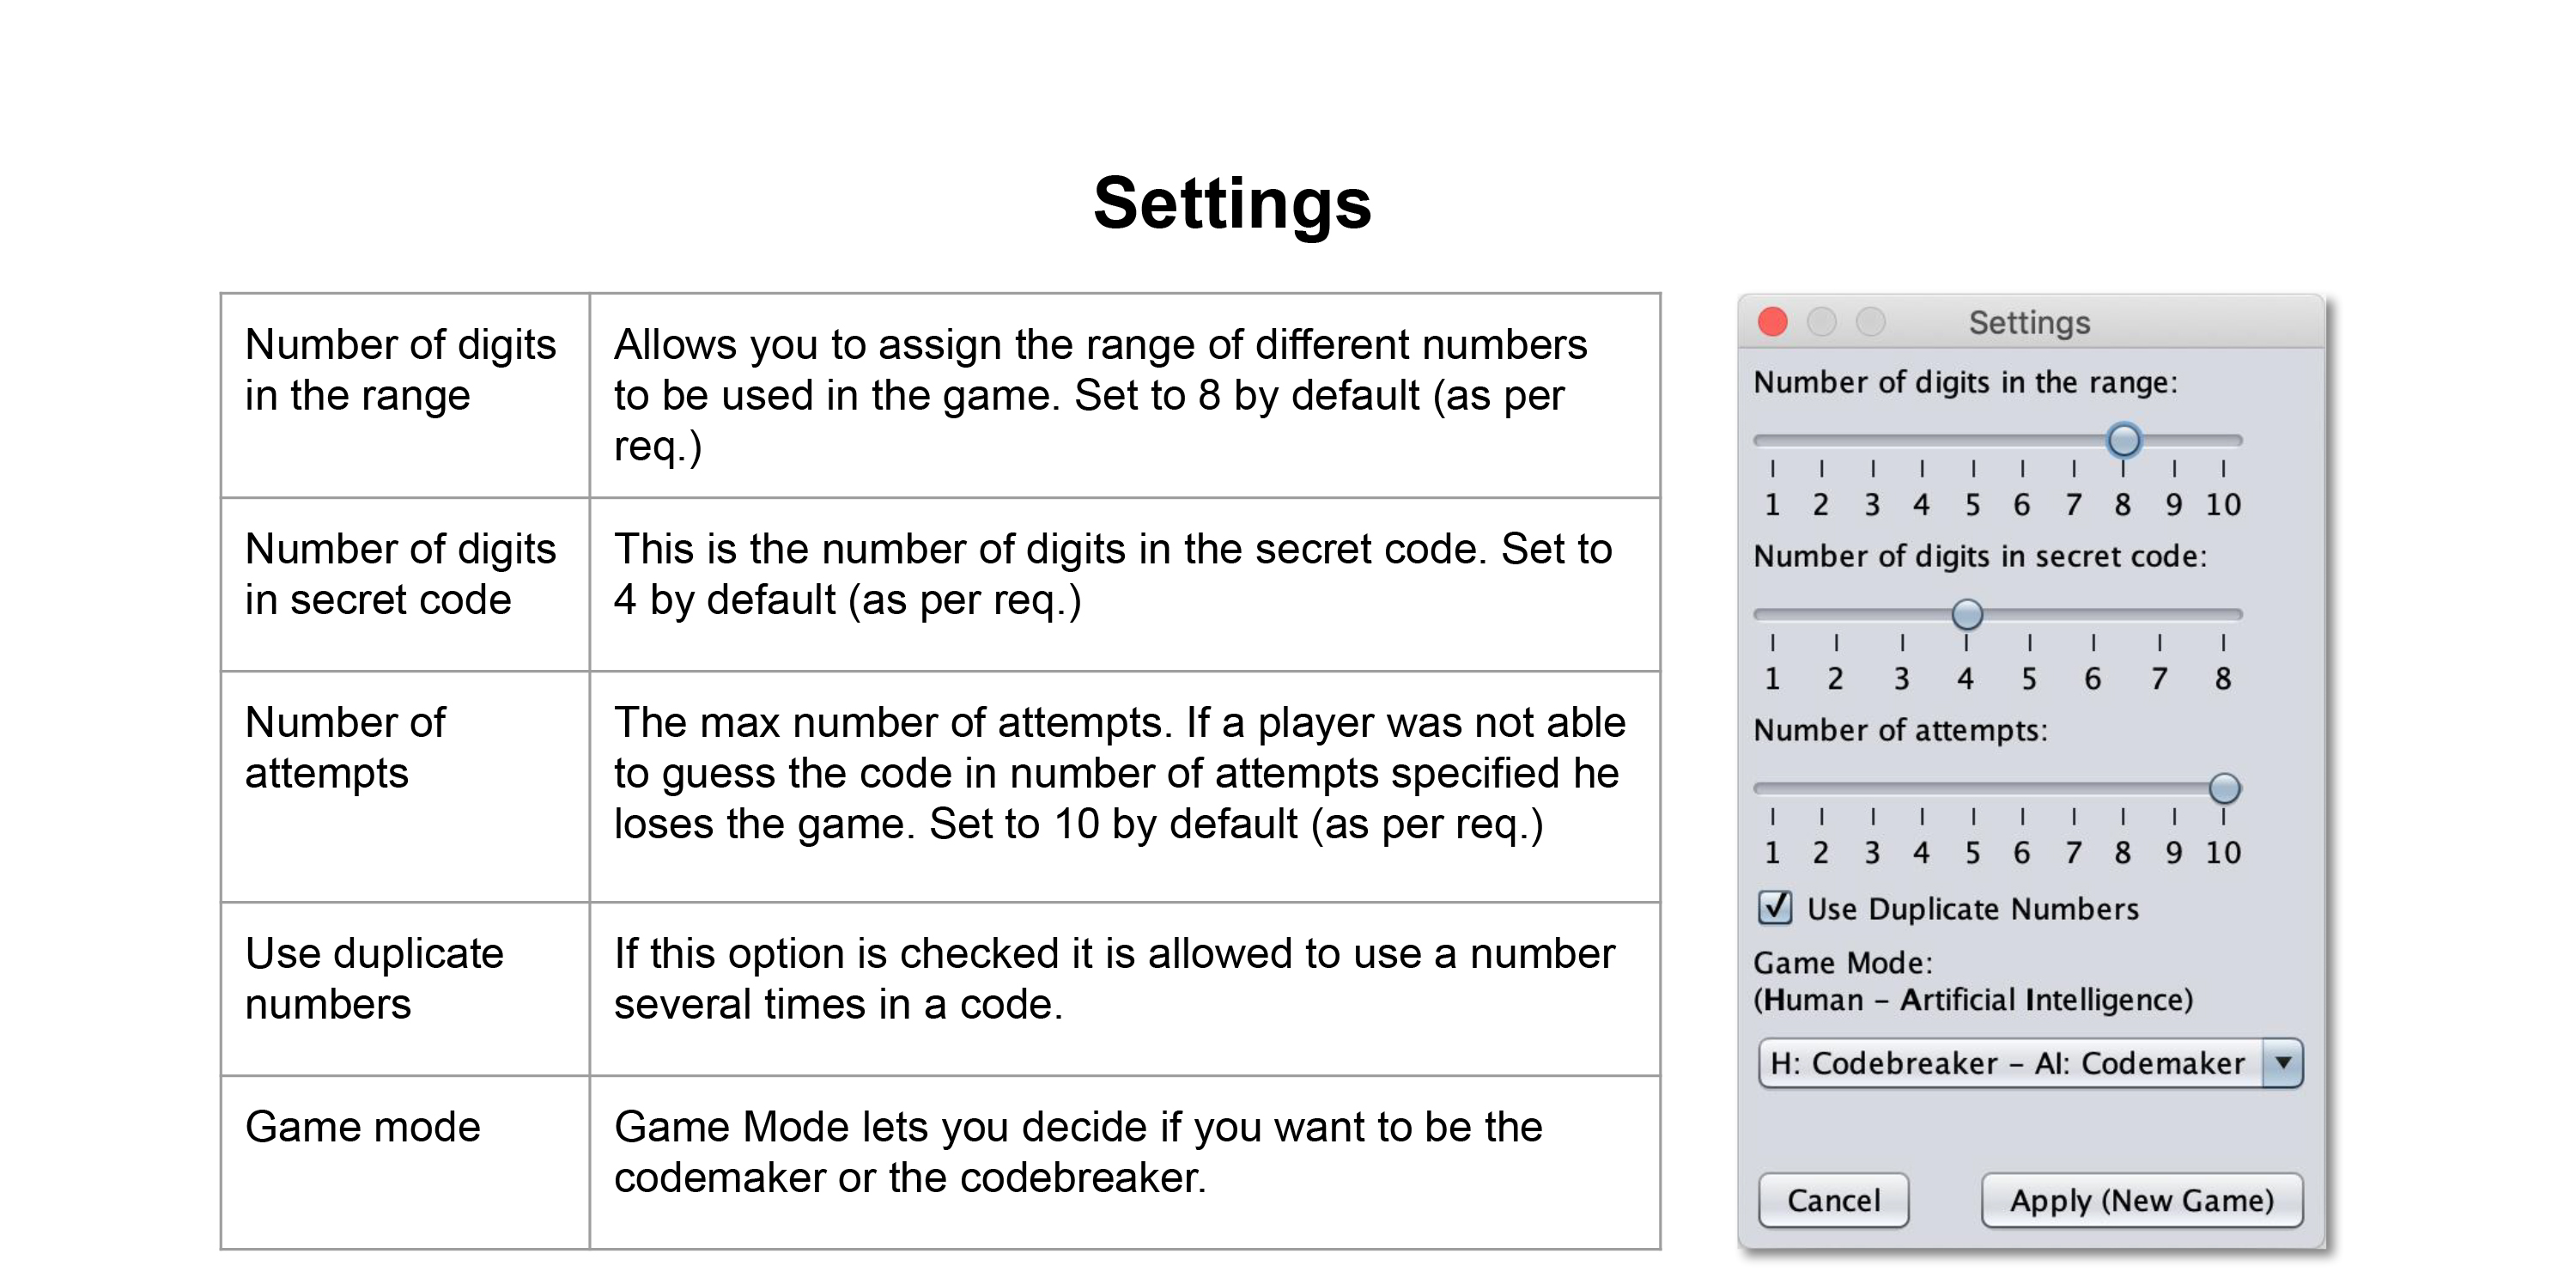 Settings
Number of digits
in the range
Allows you to assign the range of different numbers
to be used in the game. Set to 8 by default (as per
req.)
Number of digits
in secret code
This is the number of digits in the secret code. Set to
4 by default (as per req.)
Number of
attempts
The max number of attempts. If a player was not able
to guess the code in number of attempts specified he
loses the game. Set to 10 by default (as per req.)
Use duplicate
numbers
If this option is checked it is allowed to use a number
several times in a code.
Game mode
Game Mode lets you decide if you want to be the
codemaker or the codebreaker.
Settings
Number of digits in the range:
1 2 3 4 5 6 7 8 9 10
Number of digits in secret code:
1 2 3 4 5 6 7 8
Number of attempts:
1 2 3 4 5 6 7 8 9 10
Use Duplicate Numbers
Game Mode:
(Human – Artificial Intelligence)
H: Codebreaker – AI: Codemaker
Cancel Apply (New Game)